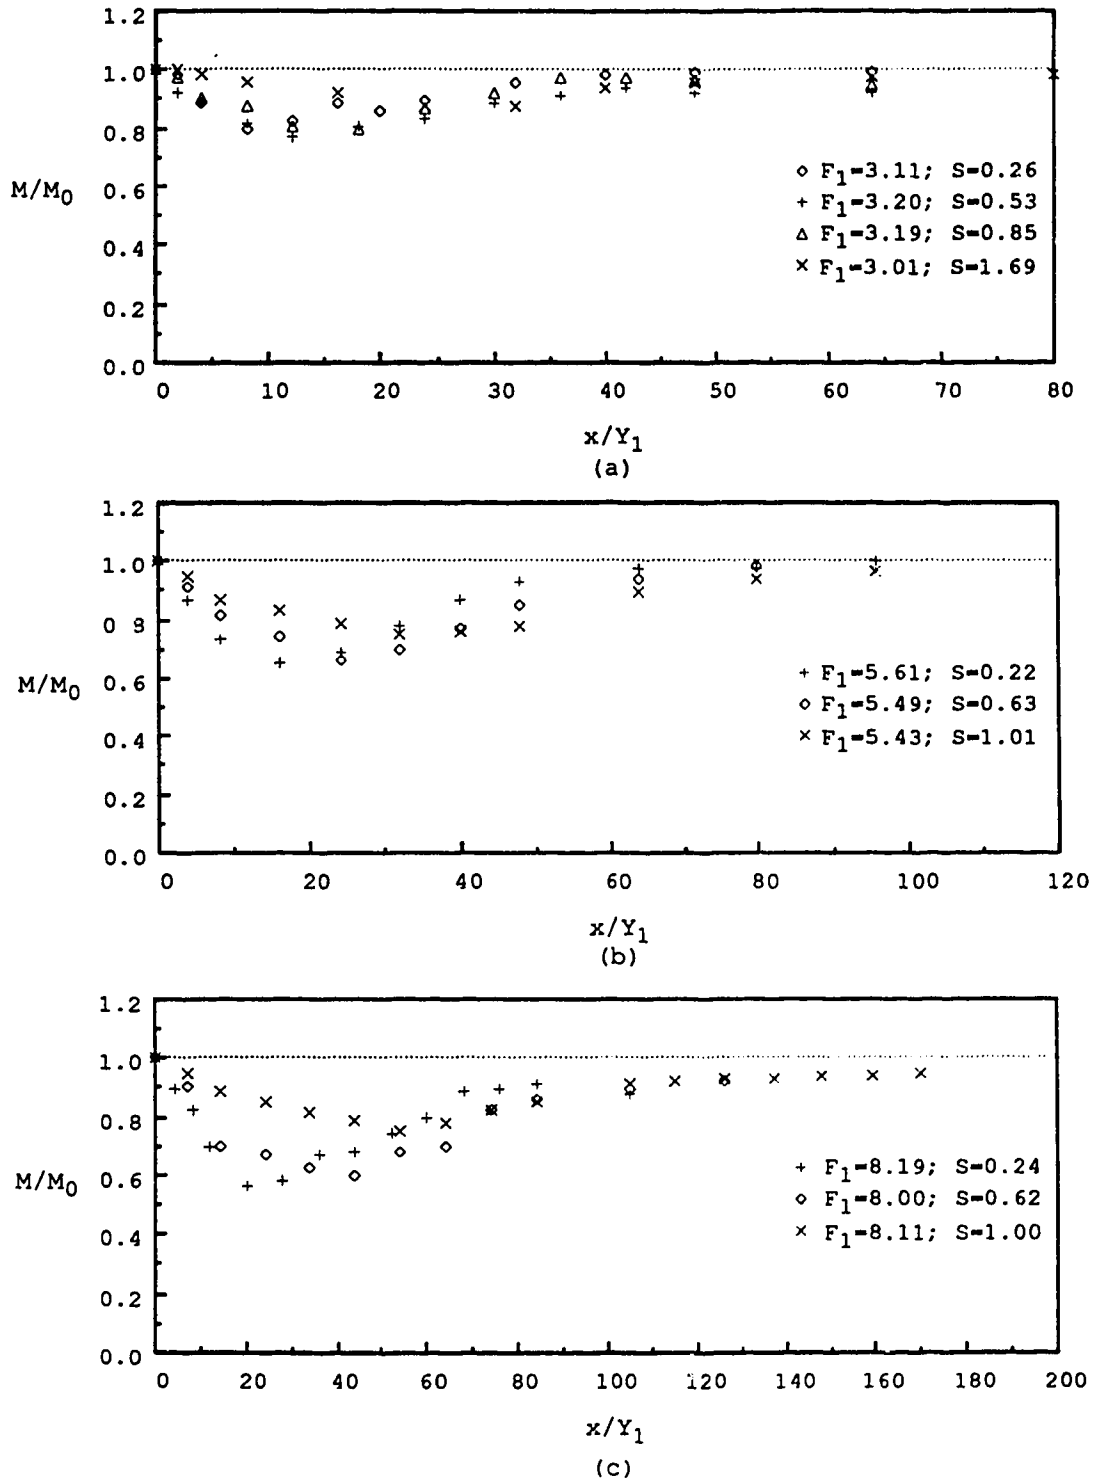 1.2
1.0
0.8
M/M0 0.6
0.4
0.2
0.0
F1=3.11; S=0.26
F1=3.20; S=0.53
F1=3.19; S=0.85
F1=3.01; S=1.69
0 10 20 30 40 50 60 70 80
x/Y1
(a)
1.2
1.0
0 8
M/M0 0.6
0.4
0.2
0.0
F1=5.61; S=0.22
F1=5.49; S=0.63
F1=5.43; S=1.01
0 20 40 60 80 100 120
x/Y1
(b)
1.2
1.0
0.8
M/M0 0.6
0.4
0.2
0.0
F1=8.19; S=0.24
F1=8.00; S=0.62
F1=8.11; S=1.00
0 20 40 60 80 100 120 140 160 180 200
x/Y1
(c)